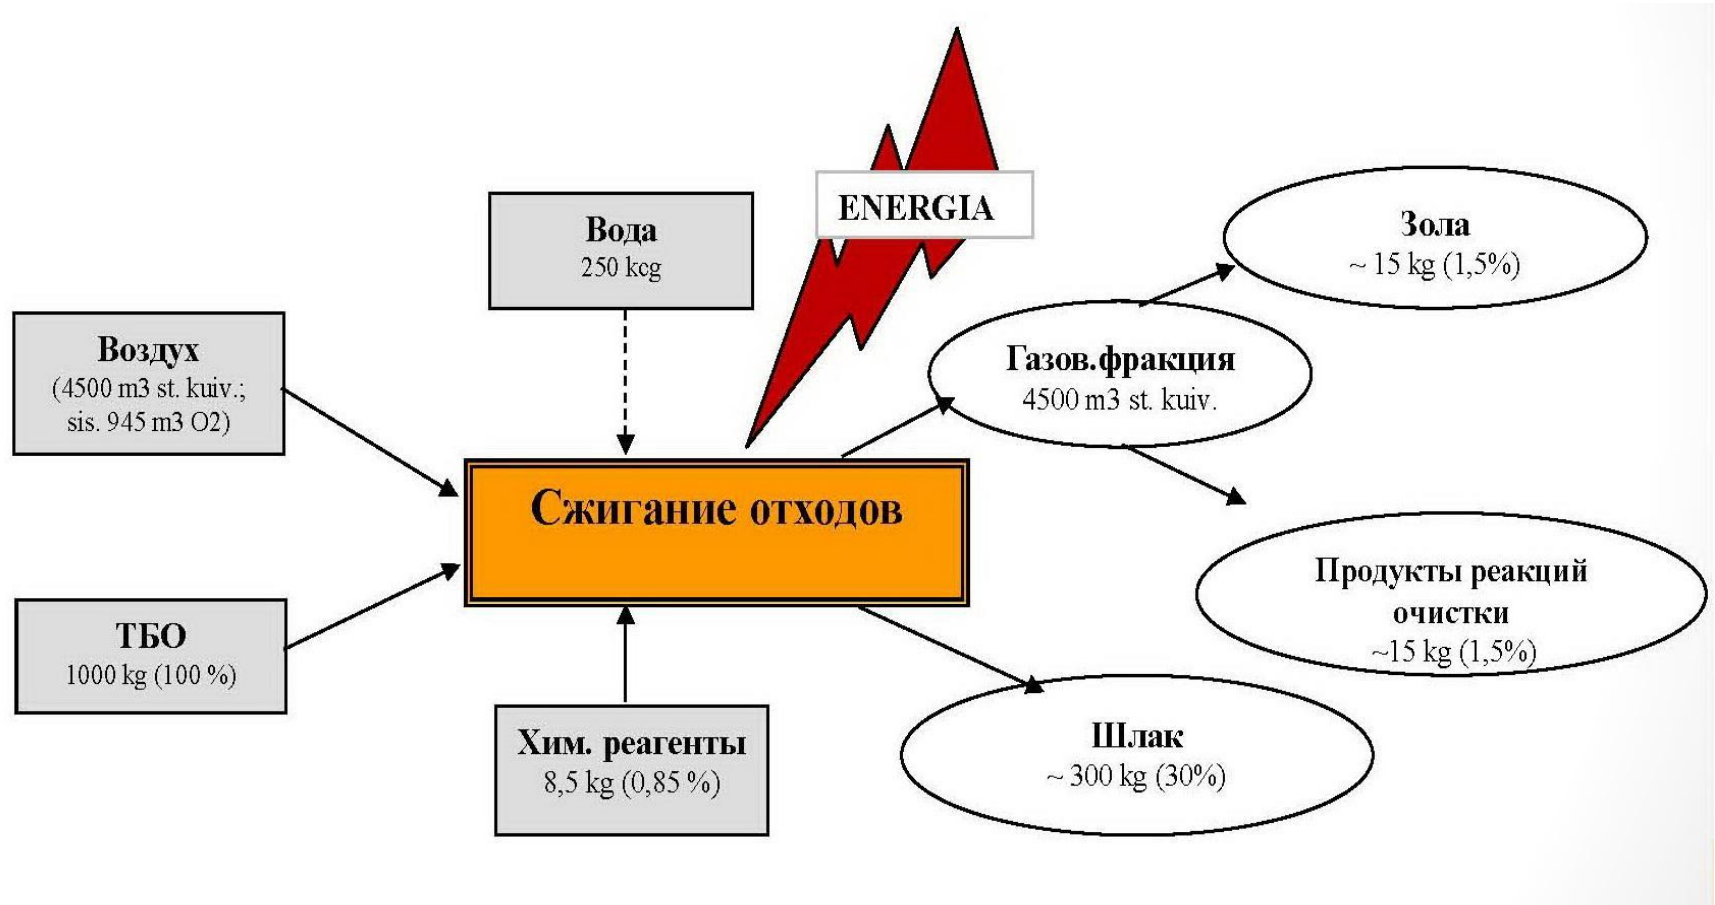 ENERGIA
Вода
250 kcg
Зола
~ 15 kg (1,5%)
Воздух
(4500 m3 st. kuiv.;
sis. 945 m3 O2)
Газов.фракция
4500 m3 st. kuiv.
Сжигание отходов
Продукты реакций
очистки
~15 kg (1,5%)
ТБО
1000 kg (100 %)
Хим. реагенты
8,5 kg (0,85 %)
Шлак
~ 300 kg (30%)